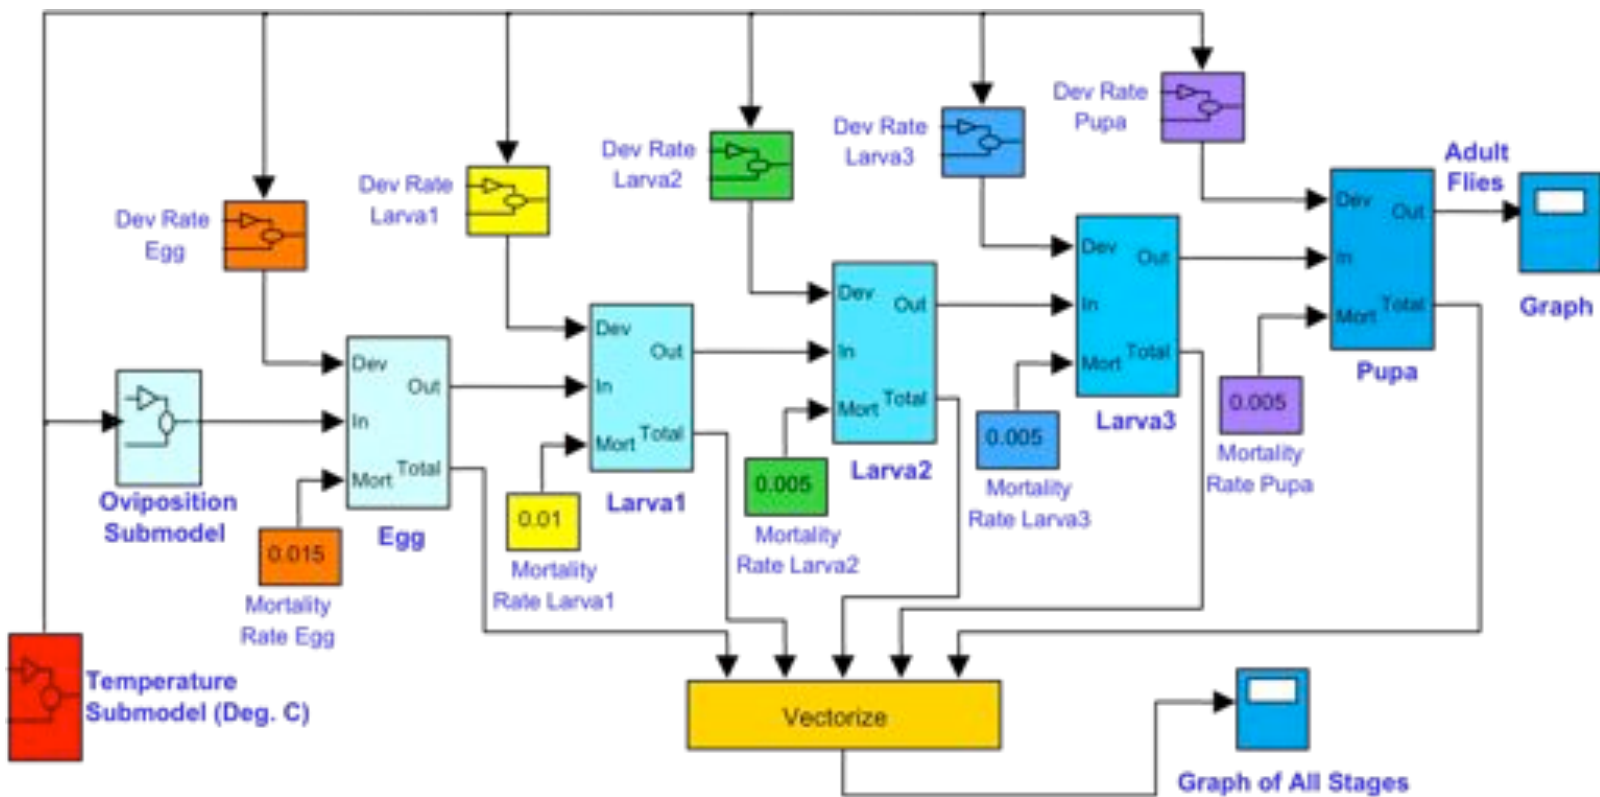 Dev Rate
Pupa
Dev Rate
Larva3
Dev Rate
Larva2
Dev Rate
Larva1
Dev Rate
Egg
Adult
Flies
Dev
Out
In
Total
Mort
Pupa
Graph
Dev
Out
In
Total
Mort
Larva3
Dev
Out
In
Total
Mort
Larva2
Dev
Out
In
Total
Mort
Larva1
Dev
Out
In
Total
Mort
Egg
Oviposition
Submodel
0.015
Mortality
Rate Egg
0.01
Mortality
Rate Larva1
0.005
Mortality
Rate Larva2
0.005
Mortality
Rate Larva3
0.005
Mortality
Rate Pupa
Temperature
Submodel (Deg. C)
Vectorize
Graph of All Stages